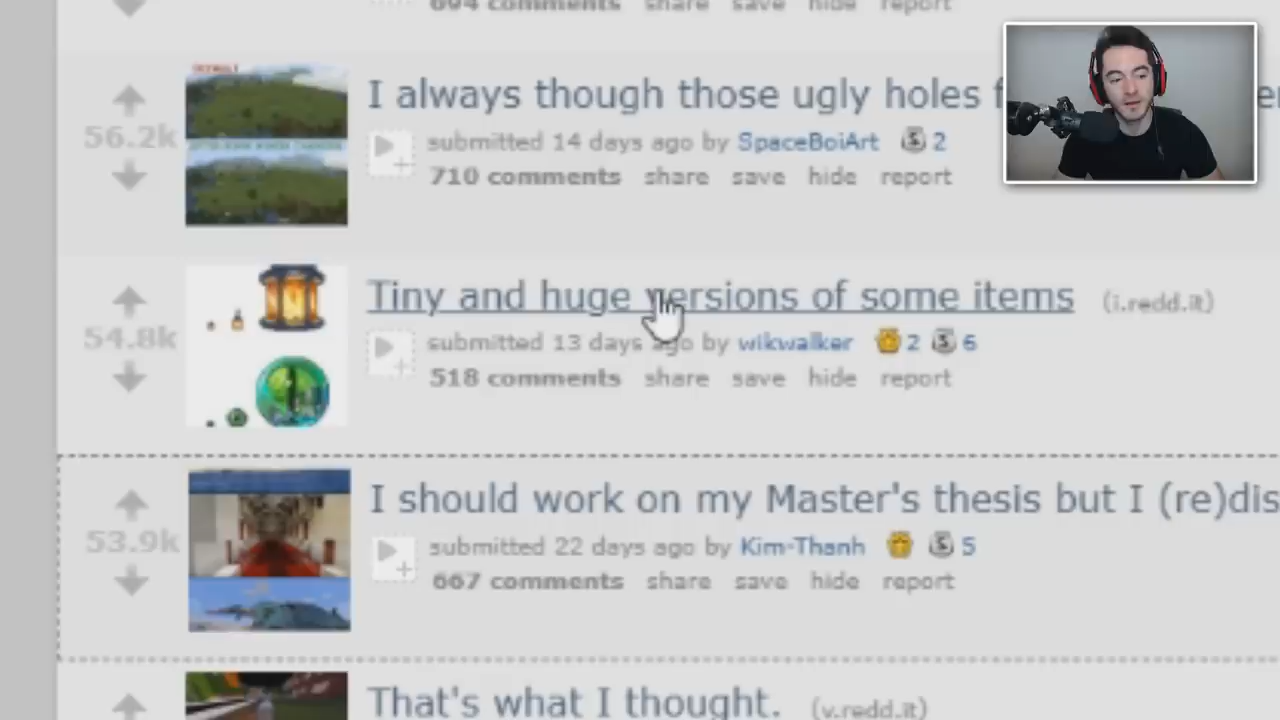 694 comments share save hide report
I always though those ugly holes f
56.2k
submitted 14 days ago by SpaceBoiArt 2
710 comments share save hide report
Tiny and huge versions of some items (i.redd.it)
54.8k
submitted 13 days ago by wikwalker 2 6
518 comments share save hide report
I should work on my Master's thesis but I (re)dis
53.9k
submitted 22 days ago by Kim-Thanh 5
667 comments share save hide report
That's what I thought. (v.redd.it)